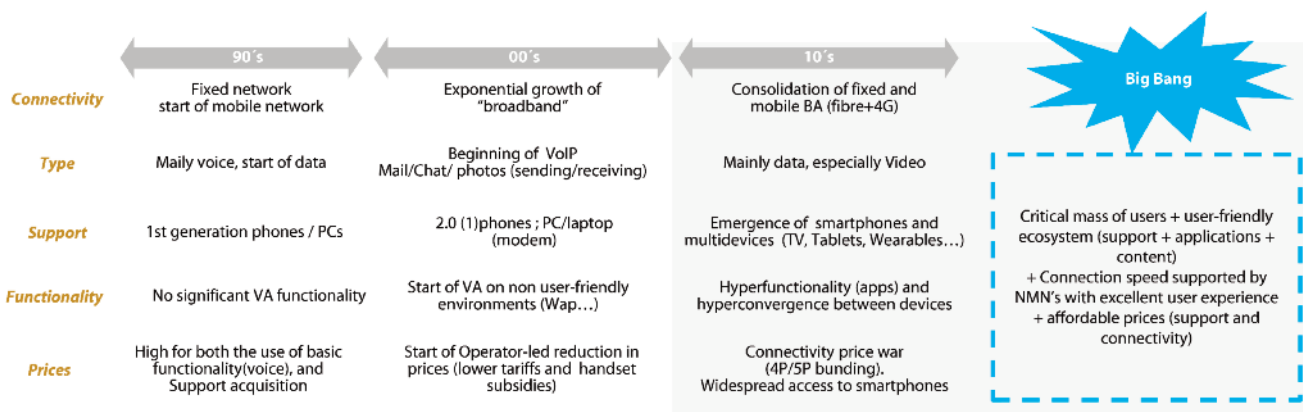 90´s
00´s
10´s
Big Bang
Connectivity
Fixed network
start of mobile network
Exponential growth of
“broadband”
Consolidation of fixed and
mobile BA (fibre+4G)
Type
Maily voice, start of data
Beginning of VoIP
Mail/Chat/ photos (sending/receiving)
Mainly data, especially Video
Support
1st generation phones / PCs
2.0 (1)phones ; PC/laptop
(modem)
Emergence of smartphones and
multidevices (TV, Tablets, Wearables…)
Functionality
No significant VA functionality
Start of VA on non user-friendly
environments (Wap…)
Hyperfunctionality (apps) and
hyperconvergence between devices
Prices
High for both the use of basic
functionality(voice), and
Support acquisition
Start of Operator-led reduction in
prices (lower tariffs and handset
subsidies)
Connectivity price war
(4P/5P bunding).
Widespread access to smartphones
Critical mass of users + user-friendly
ecosystem (support + applications +
content)
+ Connection speed supported by
NMN’s with excellent user experience
+ affordable prices (support and
connectivity)